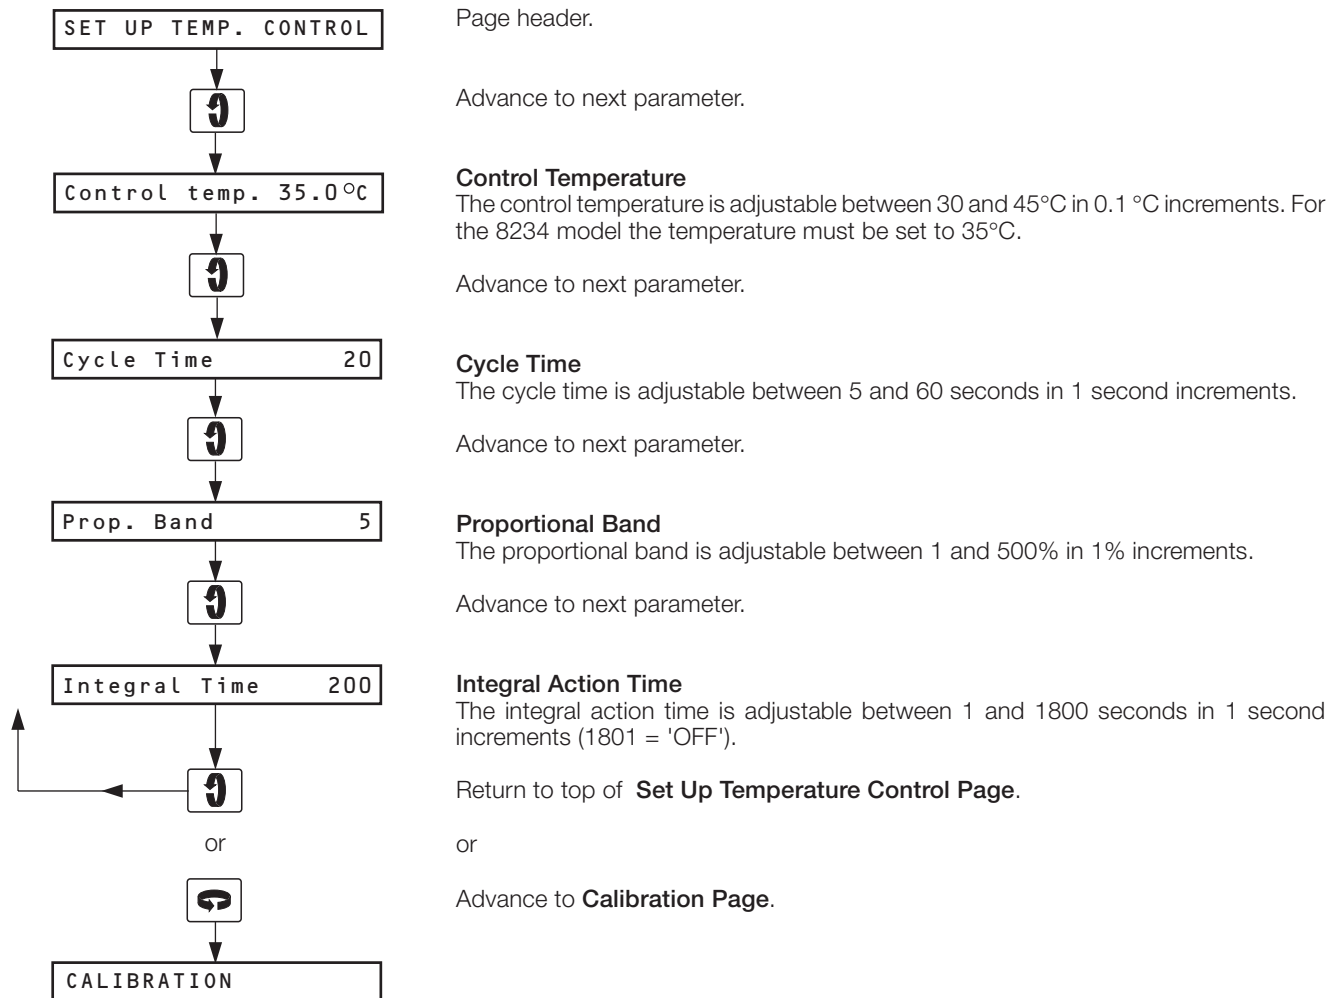 SET UP TEMP. CONTROL
Page header.
Advance to next parameter.
Control temp. 35.0°C
Control Temperature
The control temperature is adjustable between 30 and 45°C in 0.1 °C increments. For
the 8234 model the temperature must be set to 35°C.
Advance to next parameter.
Cycle Time 20
Cycle Time
The cycle time is adjustable between 5 and 60 seconds in 1 second increments.
Advance to next parameter.
Prop. Band 5
Proportional Band
The proportional band is adjustable between 1 and 500% in 1% increments.
Advance to next parameter.
Integral Time 200
Integral Action Time
The integral action time is adjustable between 1 and 1800 seconds in 1 second
increments (1801 = 'OFF').
Return to top of Set Up Temperature Control Page.
or
or
Advance to Calibration Page.
CALIBRATION